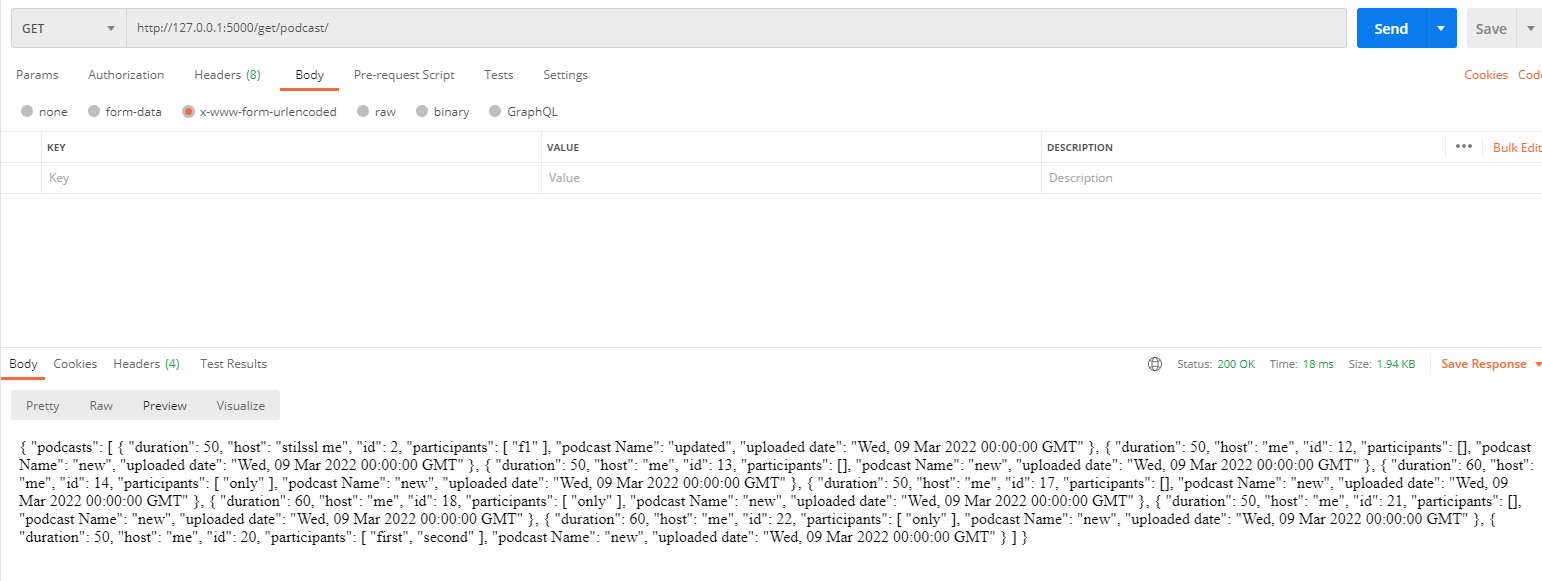 GET http://127.0.0.1:5000/get/podcast/ Send Save
Params Authorization Headers (8) Body Pre-request Script Tests Settings Cookies
none form-data x-www-form-urlencoded raw binary GraphQL
KEY VALUE DESCRIPTION ••• Bulk Edit
Key Value Description
Body Cookies Headers (4) Test Results Status: 200 OK Time: 18 ms Size: 1.94 KB Save Response
Pretty Raw Preview Visualize
{ "podcasts": [ { "duration": 50, "host": "stilssl me", "id": 2, "participants": [ "f1" ], "podcast Name": "updated", "uploaded date": "Wed, 09 Mar 2022 00:00:00 GMT" }, { "duration": 50, "host": "me", "id": 12, "participants": [], "podcast
Name": "new", "uploaded date": "Wed, 09 Mar 2022 00:00:00 GMT" }, { "duration": 50, "host": "me", "id": 13, "participants": [], "podcast Name": "new", "uploaded date": "Wed, 09 Mar 2022 00:00:00 GMT" }, { "duration": 60, "host":
"me", "id": 14, "participants": [ "only" ], "podcast Name": "new", "uploaded date": "Wed, 09 Mar 2022 00:00:00 GMT" }, { "duration": 50, "host": "me", "id": 17, "participants": [], "podcast Name": "new", "uploaded date": "Wed, 09
Mar 2022 00:00:00 GMT" }, { "duration": 60, "host": "me", "id": 18, "participants": [ "only" ], "podcast Name": "new", "uploaded date": "Wed, 09 Mar 2022 00:00:00 GMT" }, { "duration": 50, "host": "me", "id": 21, "participants": [],
"podcast Name": "new", "uploaded date": "Wed, 09 Mar 2022 00:00:00 GMT" }, { "duration": 60, "host": "me", "id": 22, "participants": [ "only" ], "podcast Name": "new", "uploaded date": "Wed, 09 Mar 2022 00:00:00 GMT" }, {
"duration": 50, "host": "me", "id": 20, "participants": [ "first", "second" ], "podcast Name": "new", "uploaded date": "Wed, 09 Mar 2022 00:00:00 GMT" } ] }